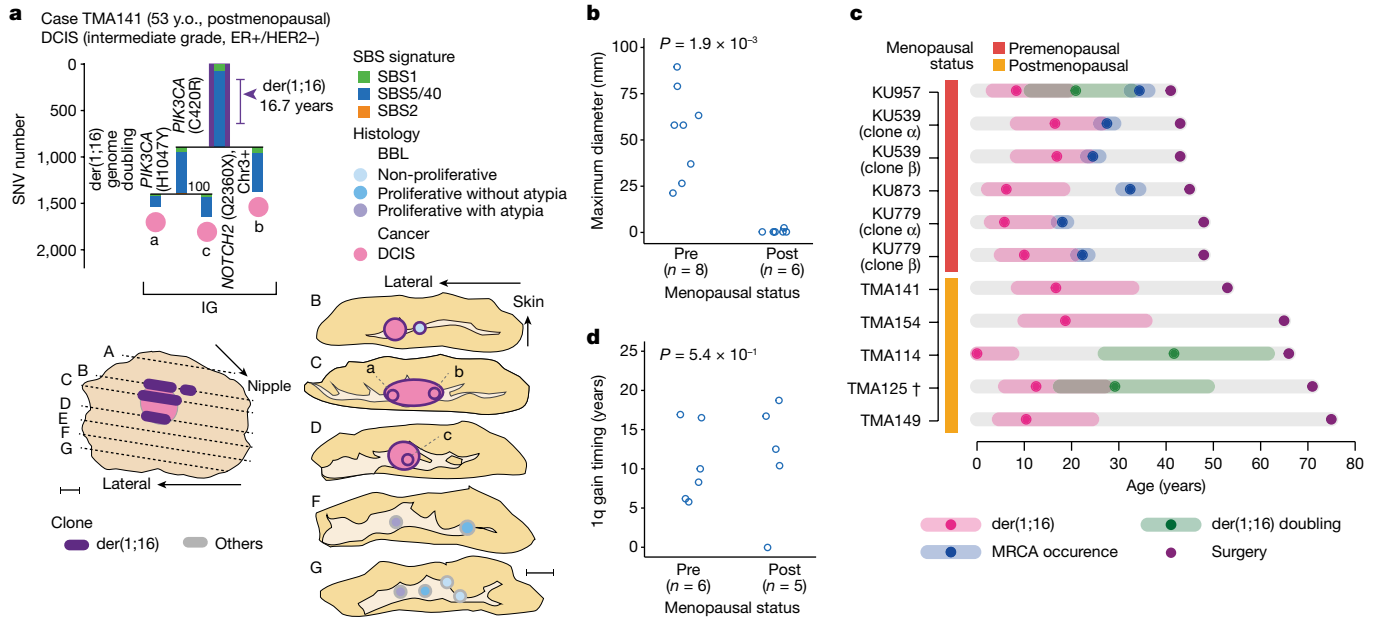 a
Case TMA141 (53 y.o., postmenopausal)
DCIS (intermediate grade, ER+/HER2–)
SNV number
0
500
1,000
1,500
2,000
der(1;16)
genome
doubling
PIK3CA
(H1047Y)
PIK3CA
(C420R)
NOTCH2 (Q2360X),
Chr3+
100
der(1;16)
16.7 years
a
c
b
IG
SBS signature
SBS1
SBS5/40
SBS2
Histology
BBL
Non-proliferative
Proliferative without atypia
Proliferative with atypia
Cancer
DCIS
A
B
C
D
E
F
G
Nipple
Lateral
Clone
der(1;16)
Others
Lateral
Skin
B
C
a
b
D
c
F
G
b
P = 1.9 × 10⁻³
Maximum diameter (mm)
100
75
50
25
0
Pre
(n = 8)
Post
(n = 6)
Menopausal status
d
P = 5.4 × 10⁻¹
1q gain timing (years)
25
20
15
10
5
0
Pre
(n = 6)
Post
(n = 5)
Menopausal status
c
Menopausal
status
Premenopausal
Postmenopausal
KU957
KU539
(clone α)
KU539
(clone β)
KU873
KU779
(clone α)
KU779
(clone β)
TMA141
TMA154
TMA114
TMA125 †
TMA149
0 10 20 30 40 50 60 70 80
Age (years)
der(1;16)
der(1;16) doubling
MRCA occurence
Surgery